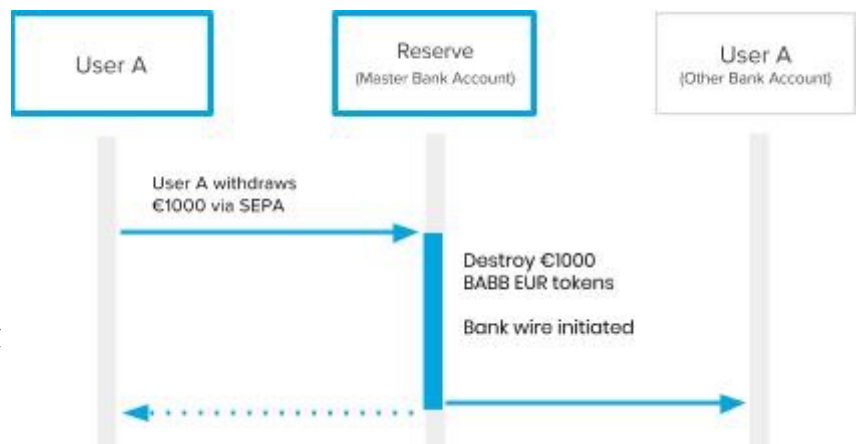 User A
Reserve
(Master Bank Account)
User A
(Other Bank Account)
User A withdraws
€1000 via SEPA
Destroy €1000
BABB EUR tokens
Bank wire initiated